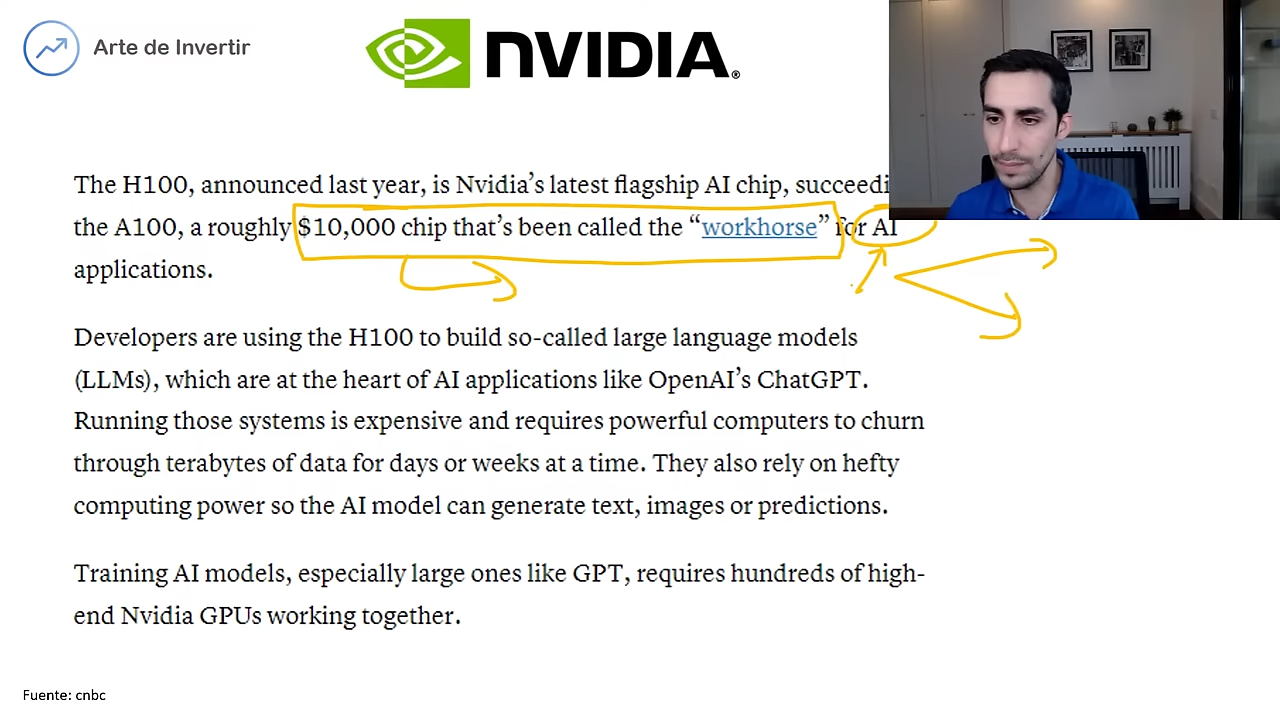 Arte de Invertir
NVIDIA®
The H100, announced last year, is Nvidia’s latest flagship AI chip, succeedi
the A100, a roughly $10,000 chip that’s been called the “workhorse” for AI
applications.
Developers are using the H100 to build so-called large language models
(LLMs), which are at the heart of AI applications like OpenAI’s ChatGPT.
Running those systems is expensive and requires powerful computers to churn
through terabytes of data for days or weeks at a time. They also rely on hefty
computing power so the AI model can generate text, images or predictions.
Training AI models, especially large ones like GPT, requires hundreds of high-
end Nvidia GPUs working together.
Fuente: cnbc